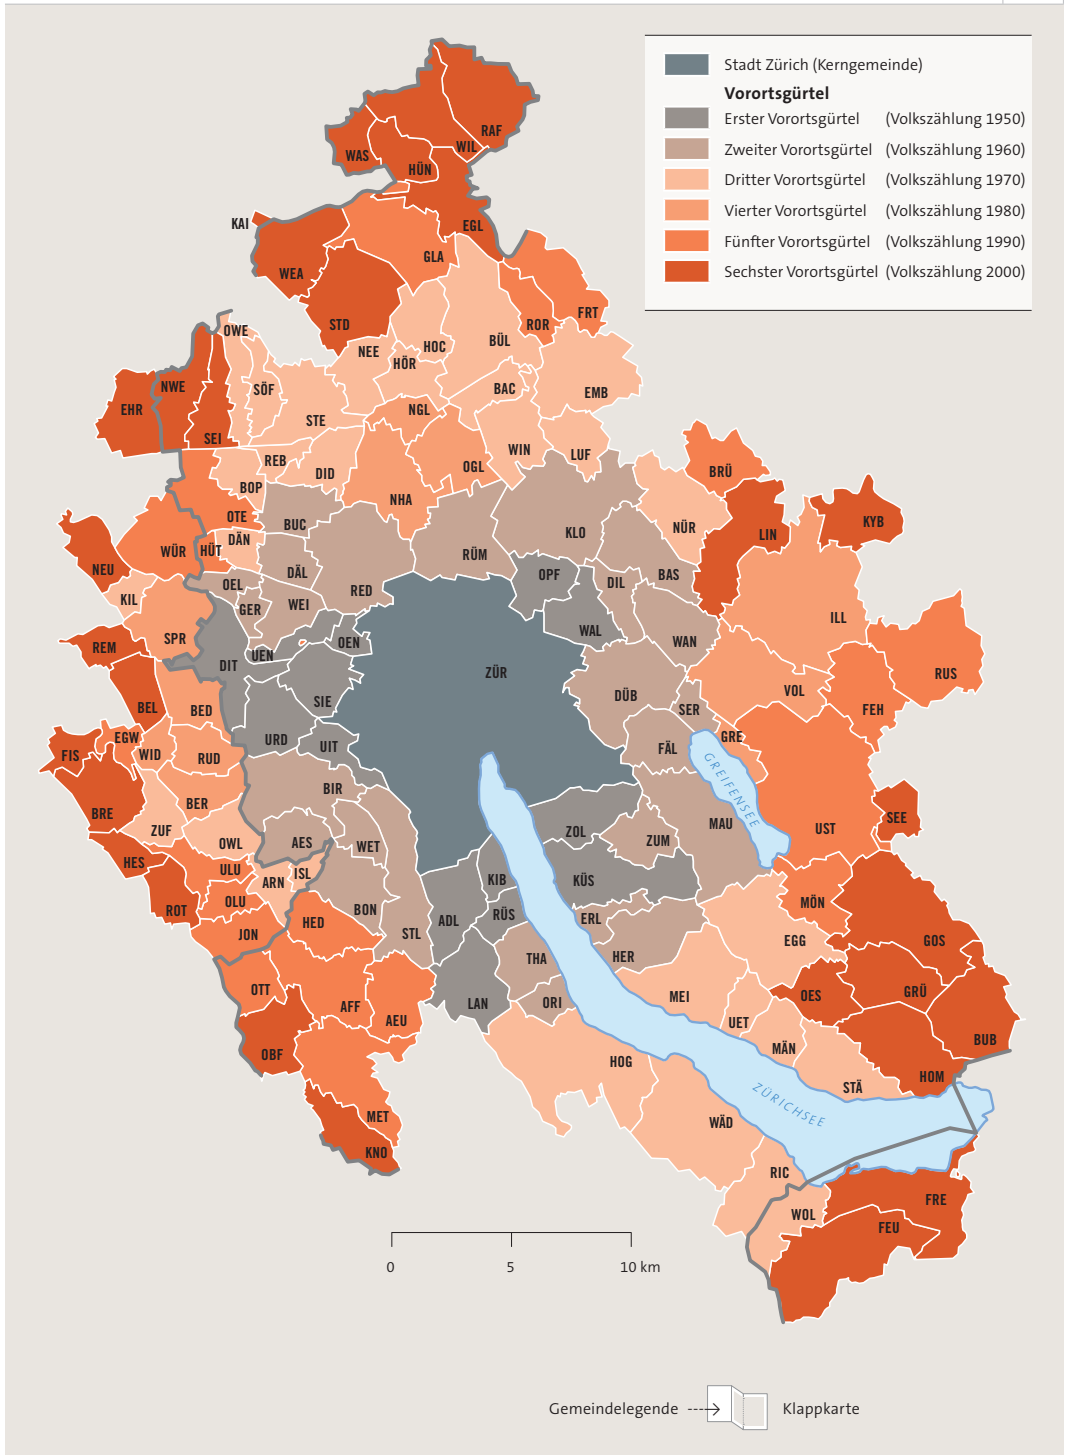 Stadt Zürich (Kerngemeinde)
Vorortsgürtel
Erster Vorortsgürtel (Volkszählung 1950)
Zweiter Vorortsgürtel (Volkszählung 1960)
Dritter Vorortsgürtel (Volkszählung 1970)
Vierter Vorortsgürtel (Volkszählung 1980)
Fünfter Vorortsgürtel (Volkszählung 1990)
Sechster Vorortsgürtel (Volkszählung 2000)
RAF
WIL
WAS
HÜN
KAI
EGL
GLA
WEA
FRT
STD
ROR
OWE
BÜL
HOC
NEE
HÖR
NWE
SÖF
BAC
EMB
EHR
NGL
STE
SEI
WIN
LUF
REB
OGL
BRÜ
DID
BOP
NHA
OTE
BUC
KYB
NÜR
KLO
LIN
DÄN
HÜT
WÜR
RÜM
NEU
DÄL
OPF
BAS
OEL
DIL
RED
KIL
GER
WEI
ILL
WAL
SPR
OEN
WAN
REM
UEN
DIT
ZÜR
RUS
VOL
DÜB
SIE
BEL
BED
SER
FEH
EGW
GRE
URD
UIT
FÄL
FIS
WID
RUD
GREIFENSEE
BIR
BER
BRE
SEE
MAU
UST
ZUF
ZOL
ZUM
OWL
AES
WET
HES
ULU
ISL
ARN
KIB
KÜS
OLU
MÖN
ROT
BON
RÜS
ERL
HED
ADL
JON
STL
EGG
GOS
HER
THA
OTT
GRÜ
MEI
OES
LAN
ORI
AFF
AEU
UET
BUB
MÄN
OBF
HOG
HOM
STÄ
ZÜRICHSEE
MET
WÄD
KNO
RIC
FRE
WOL
FEU
0 5 10 km
Gemeindelegende Klappkarte